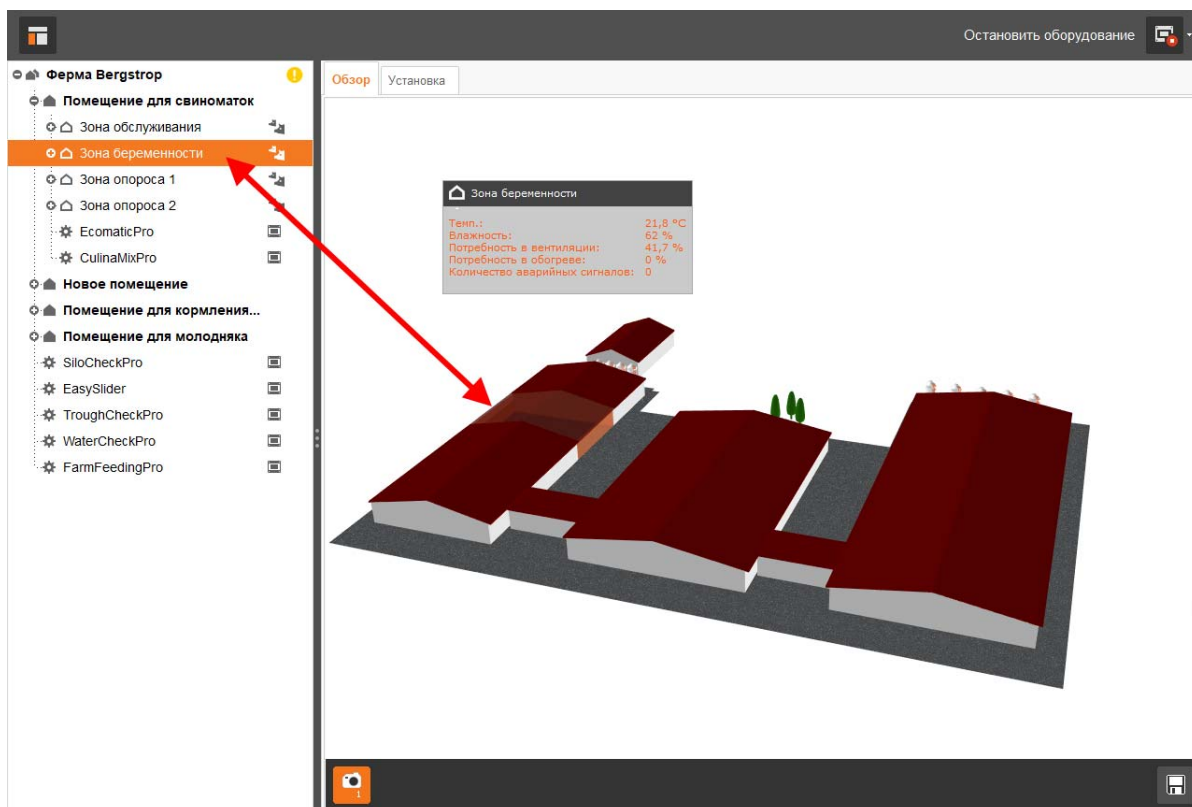 Остановить оборудование
Ферма Bergstrop
Помещение для свиноматок
Зона обслуживания
Зона беременности
Зона опороса 1
Зона опороса 2
EcomaticPro
CulinaMixPro
Новое помещение
Помещение для кормления...
Помещение для молодняка
SiloCheckPro
EasySlider
TroughCheckPro
WaterCheckPro
FarmFeedingPro
Обзор Установка
Зона беременности
Темп.: 21,8 °C
Влажность: 62 %
Потребность в вентиляции: 41,7 %
Потребность в обогреве: 0 %
Количество аварийных сигналов: 0
1